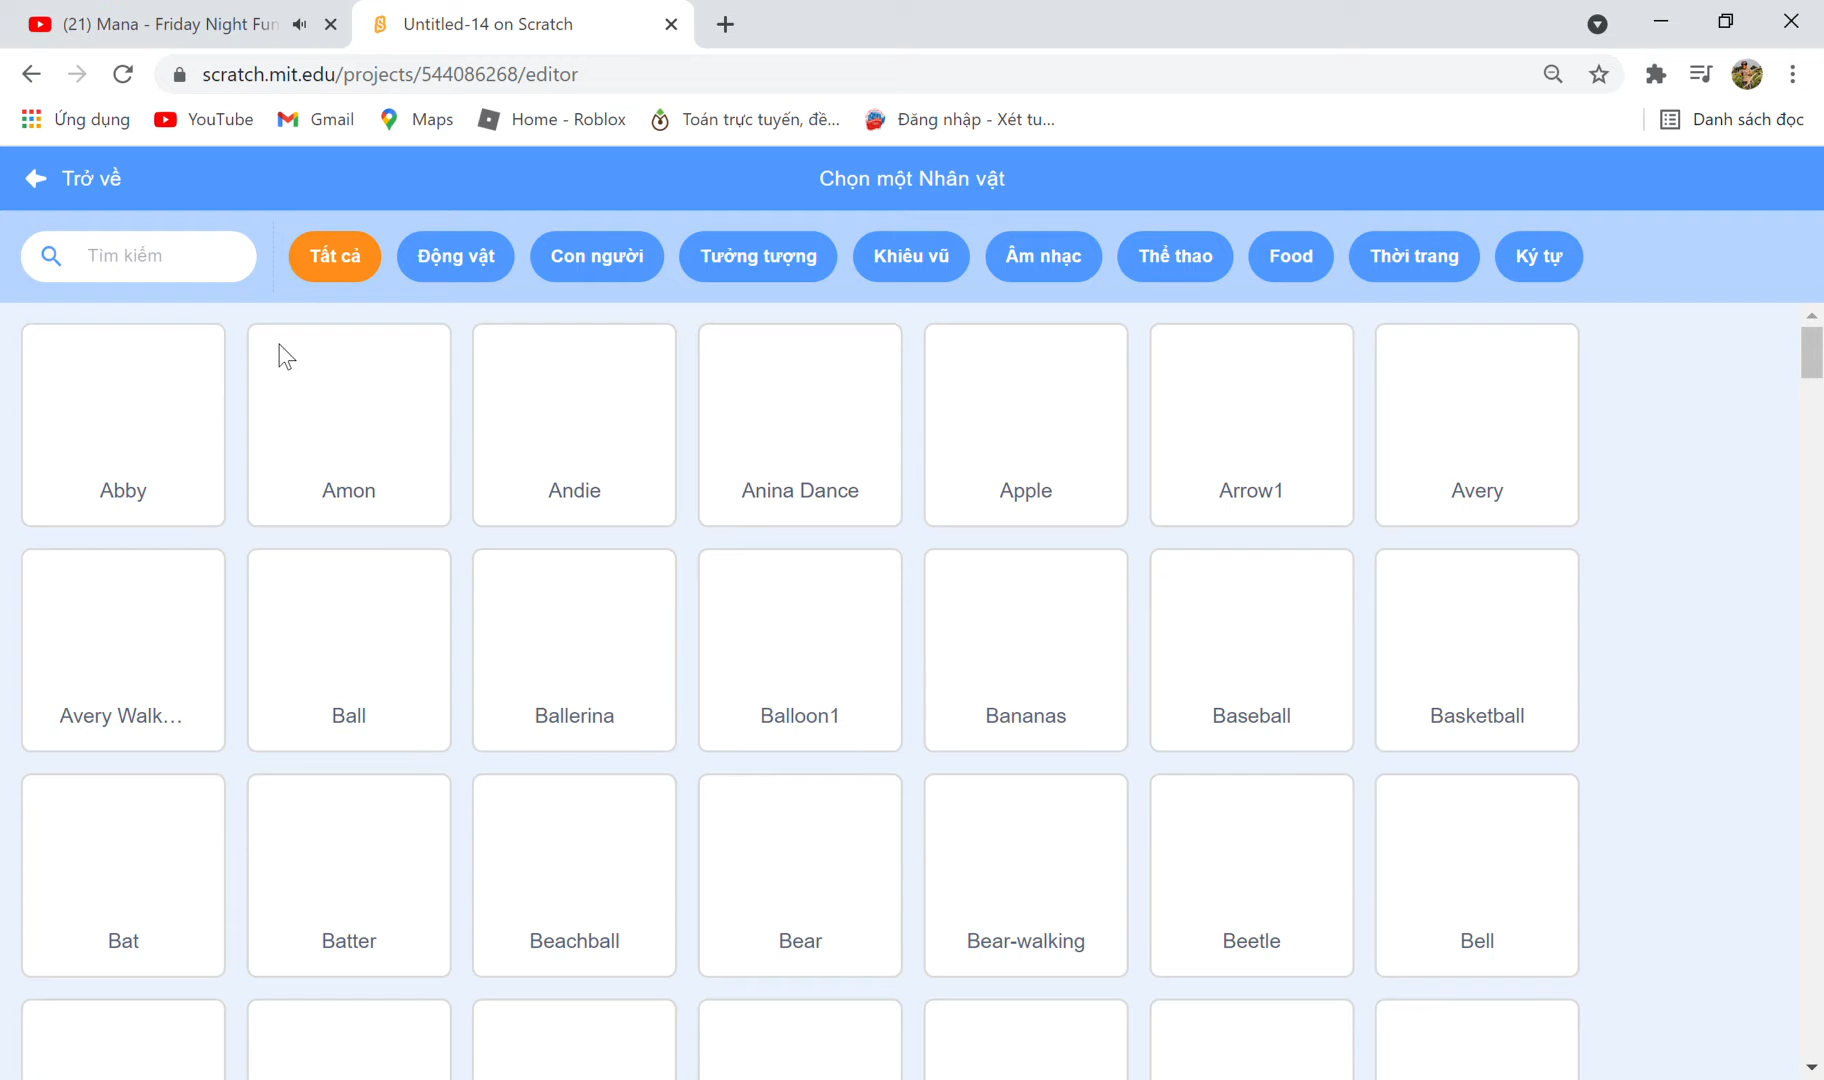 (21) Mana - Friday Night Fun
Untitled-14 on Scratch
scratch.mit.edu/projects/544086268/editor
Ứng dụng
YouTube
Gmail
Maps
Home - Roblox
Toán trực tuyến, đề...
Đăng nhập - Xét tu...
Danh sách đọc
Trở về
Chọn một Nhân vật
Tìm kiếm
Tất cả
Động vật
Con người
Tưởng tượng
Khiêu vũ
Âm nhạc
Thể thao
Food
Thời trang
Ký tự
Abby
Amon
Andie
Anina Dance
Apple
Arrow1
Avery
Avery Walk...
Ball
Ballerina
Balloon1
Bananas
Baseball
Basketball
Bat
Batter
Beachball
Bear
Bear-walking
Beetle
Bell